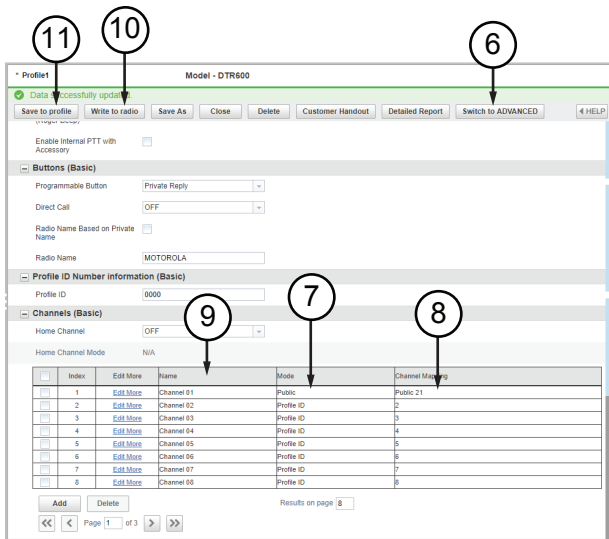 11
10
6
* Profile1 Model - DTR600
Data successfully updated.
Save to profile Write to radio Save As Close Delete Customer Handout Detailed Report Switch to ADVANCED HELP
(Roger Beep)
Enable Internal PTT with
Accessory
Buttons (Basic)
Programmable Button Private Reply
Direct Call OFF
Radio Name Based on Private
Name
Radio Name MOTOROLA
Profile ID Number information (Basic)
Profile ID 0000
7
8
9
Channels (Basic)
Home Channel OFF
Home Channel Mode N/A
Index Edit More Name Mode Channel Mapping
1 Edit More Channel 01 Public Public 21
2 Edit More Channel 02 Profile ID 2
3 Edit More Channel 03 Profile ID 3
4 Edit More Channel 04 Profile ID 4
5 Edit More Channel 05 Profile ID 5
6 Edit More Channel 06 Profile ID 6
7 Edit More Channel 07 Profile ID 7
8 Edit More Channel 08 Profile ID 8
Add Delete Results on page 8
<< < Page 1 of 3 > >>